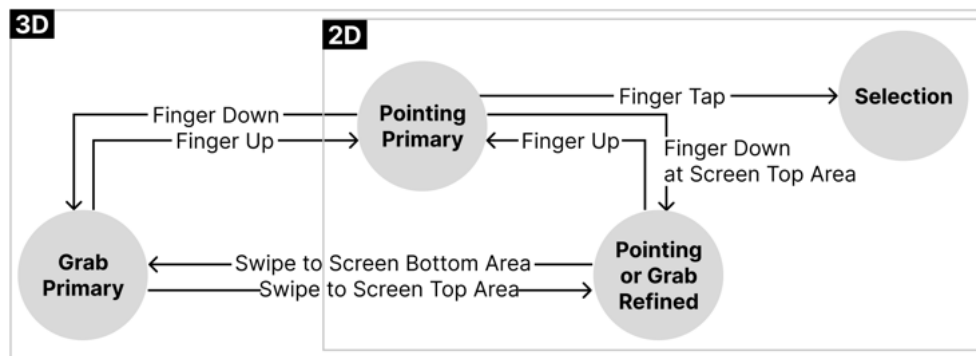 3D
2D
Finger Tap
Selection
Finger Down
Pointing
Primary
Finger Up
Finger Up
Finger Down
at Screen Top Area
Grab
Primary
Swipe to Screen Bottom Area
Swipe to Screen Top Area
Pointing
or Grab
Refined